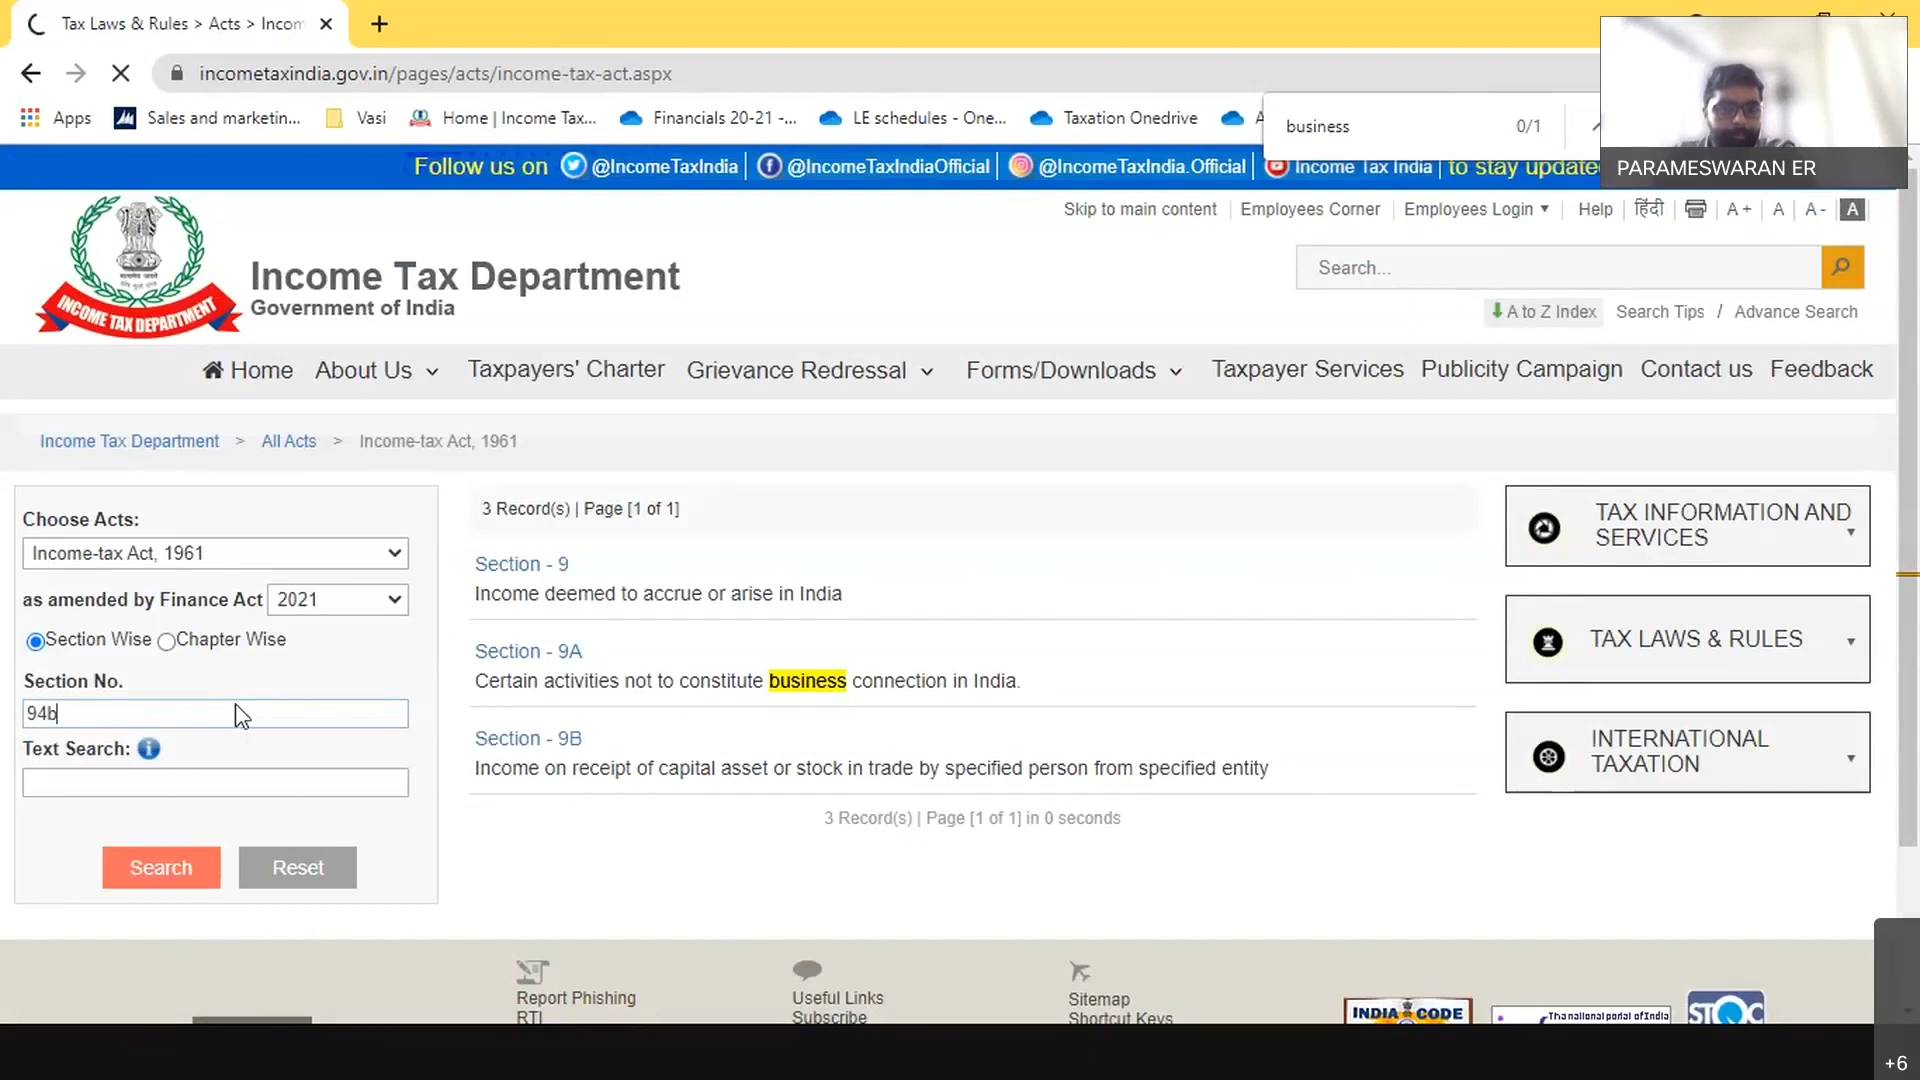 Tax Laws & Rules > Acts > Incom
incometaxindia.gov.in/pages/acts/income-tax-act.aspx
Apps
Sales and marketin...
Vasi
Home | Income Tax...
Financials 20-21 -...
LE schedules - One...
Taxation Onedrive
business 0/1
PARAMESWARAN ER
Follow us on @IncomeTaxIndia | @IncomeTaxIndiaOfficial | @IncomeTaxIndia.Official | Income Tax India | to stay update
Skip to main content | Employees Corner | Employees Login | Help | हिंदी | A + | A | A - | A
INCOME TAX DEPARTMENT
Income Tax Department
Government of India
Search...
A to Z Index Search Tips / Advance Search
Home About Us Taxpayers' Charter Grievance Redressal Forms/Downloads Taxpayer Services Publicity Campaign Contact us Feedback
Income Tax Department > All Acts > Income-tax Act, 1961
Choose Acts:
Income-tax Act, 1961
as amended by Finance Act 2021
Section Wise Chapter Wise
Section No.
94b
Text Search:
Search Reset
3 Record(s) | Page [1 of 1]
Section - 9
Income deemed to accrue or arise in India
Section - 9A
Certain activities not to constitute business connection in India.
Section - 9B
Income on receipt of capital asset or stock in trade by specified person from specified entity
3 Record(s) | Page [1 of 1] in 0 seconds
TAX INFORMATION AND
SERVICES
TAX LAWS & RULES
INTERNATIONAL
TAXATION
Report Phishing
RTI
Useful Links
Subscribe
Sitemap
Shortcut Keys
INDIA CODE
The national portal of India
STQC
+6